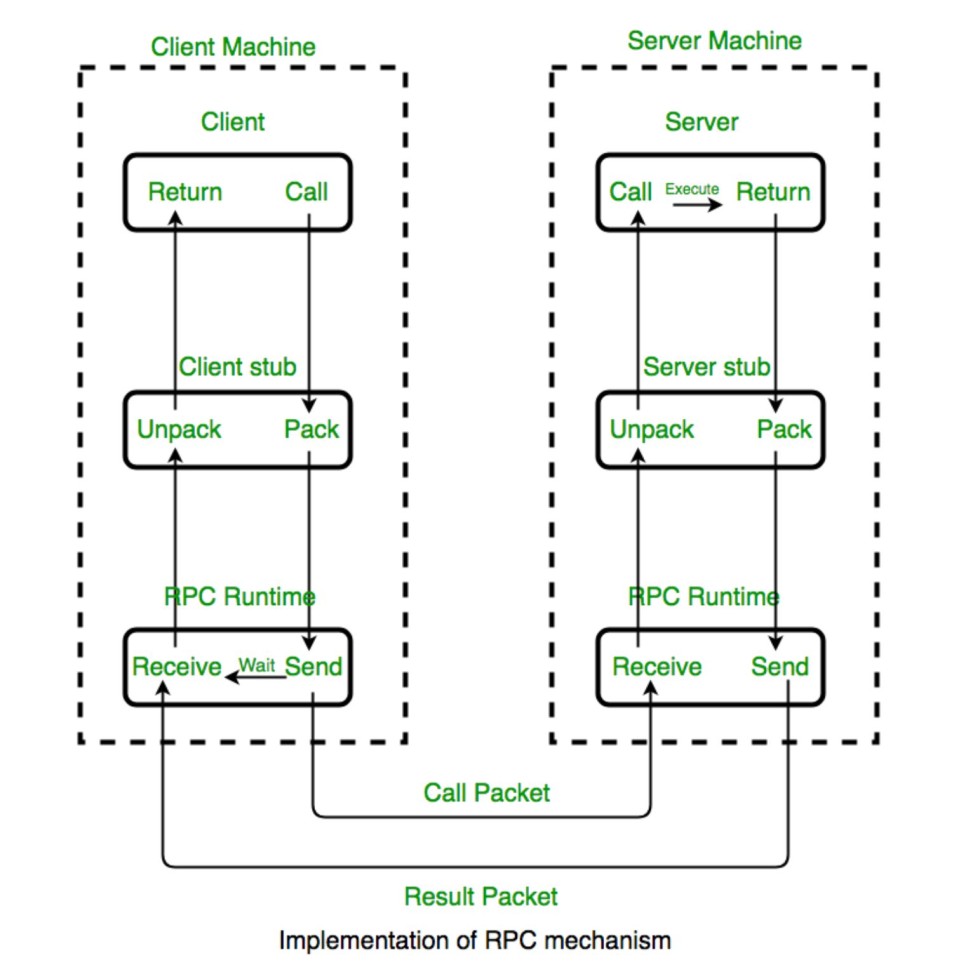 Client Machine
Server Machine
Client
Server
Return Call
Call Execute Return
Client stub
Server stub
Unpack Pack
Unpack Pack
RPC Runtime
RPC Runtime
Receive Wait Send
Receive Send
Call Packet
Result Packet
Implementation of RPC mechanism